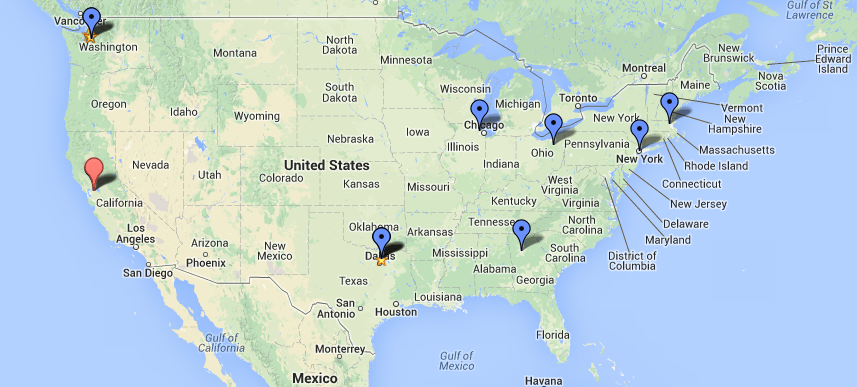 Gulf of St
Lawrence
Vancouver
Washington
Montana
North
Dakota
Minnesota
Montreal
New
Brunswick
Prince
Edward
Island
Nova
Scotia
Maine
Oregon
Idaho
Wyoming
South
Dakota
Wisconsin
Michigan
Toronto
Vermont
New
Hampshire
New York
Chicago
Iowa
Nebraska
Illinois
Indiana
Ohio
Pennsylvania
New York
Massachusetts
Rhode Island
Connecticut
New Jersey
Delaware
Maryland
District of
Columbia
Nevada
Utah
Colorado
United States
Kansas
Missouri
West
Virginia
Kentucky
Virginia
California
Los
Angeles
San Diego
Arizona
Phoenix
New
Mexico
Oklahoma
Arkansas
Tennessee
North
Carolina
South
Carolina
Dallas
Mississippi
Alabama
Georgia
Texas
Louisiana
San
Antonio
Houston
Florida
Gulf of
California
Monterrey
Gulf of
Mexico
Mexico
Havana